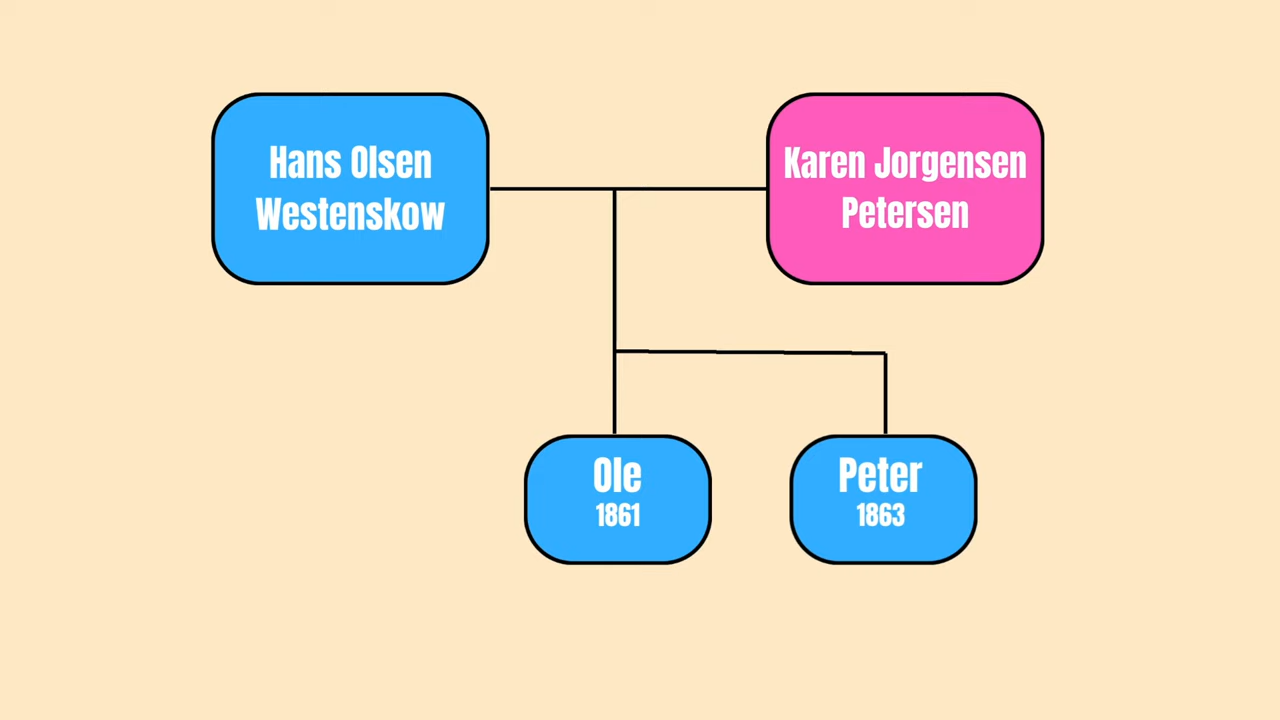 Hans Olsen
Westenskow
Karen Jorgensen
Petersen
Ole
1861
Peter
1863